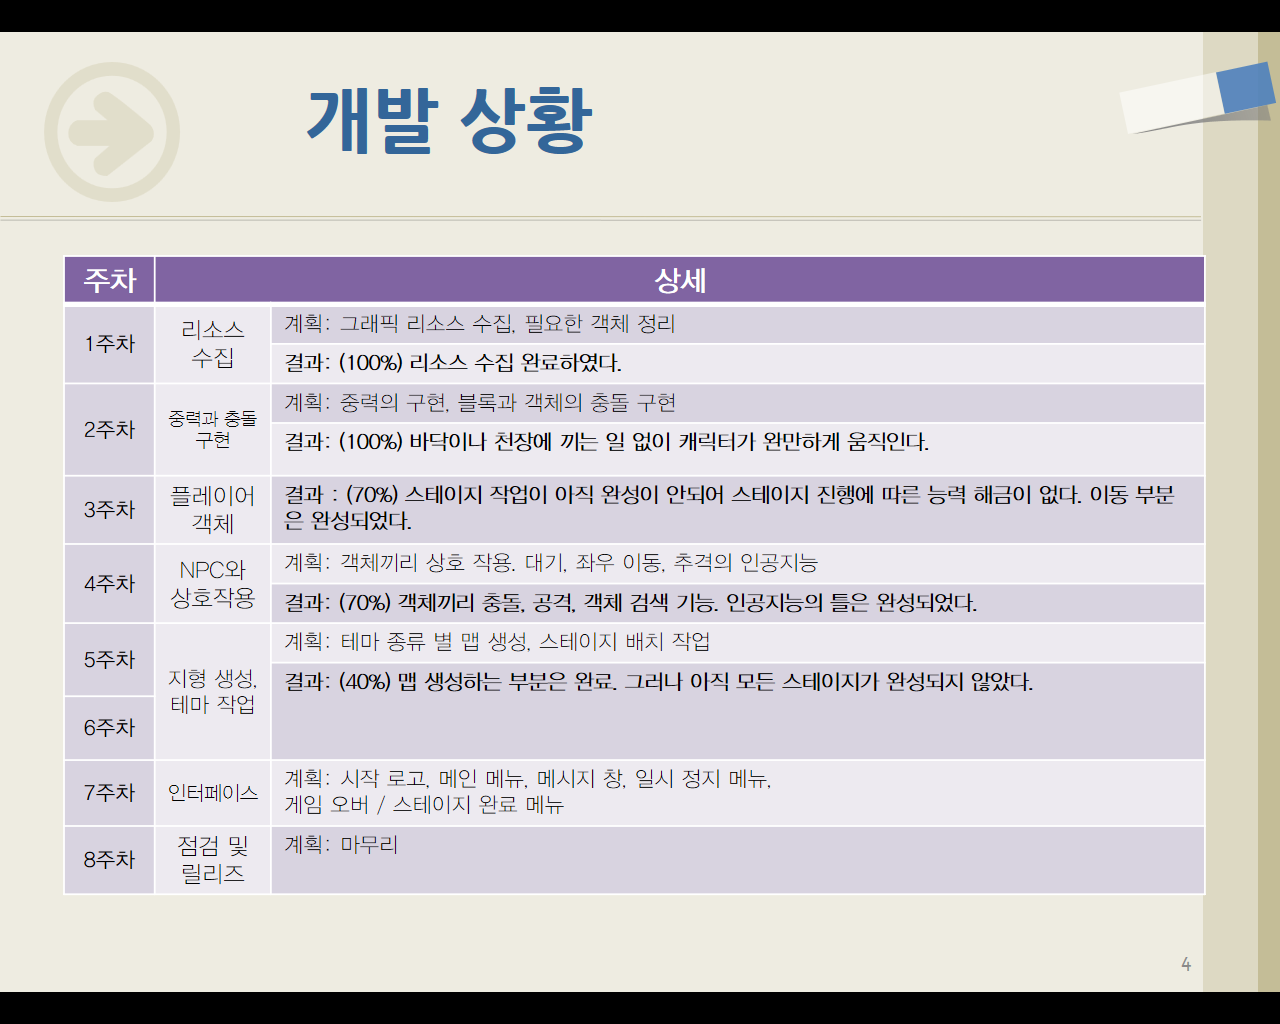 개발 상황
주차
상세
1주차
리소스
수집
계획: 그래픽 리소스 수집, 필요한 객체 정리
결과: (100%) 리소스 수집 완료하였다.
2주차
중력과 충돌
구현
계획: 중력의 구현, 블록과 객체의 충돌 구현
결과: (100%) 바닥이나 천장에 끼는 일 없이 캐릭터가 완만하게 움직인다.
3주차
플레이어
객체
결과 : (70%) 스테이지 작업이 아직 완성이 안되어 스테이지 진행에 따른 능력 해금이 없다. 이동 부분
은 완성되었다.
4주차
NPC와
상호작용
계획: 객체끼리 상호 작용. 대기, 좌우 이동, 추격의 인공지능
결과: (70%) 객체끼리 충돌, 공격, 객체 검색 기능. 인공지능의 틀은 완성되었다.
5주차
지형 생성,
테마 작업
계획: 테마 종류 별 맵 생성, 스테이지 배치 작업
결과: (40%) 맵 생성하는 부분은 완료. 그러나 아직 모든 스테이지가 완성되지 않았다.
6주차
7주차
인터페이스
계획: 시작 로고, 메인 메뉴, 메시지 창, 일시 정지 메뉴,
게임 오버 / 스테이지 완료 메뉴
8주차
점검 및
릴리즈
계획: 마무리
4